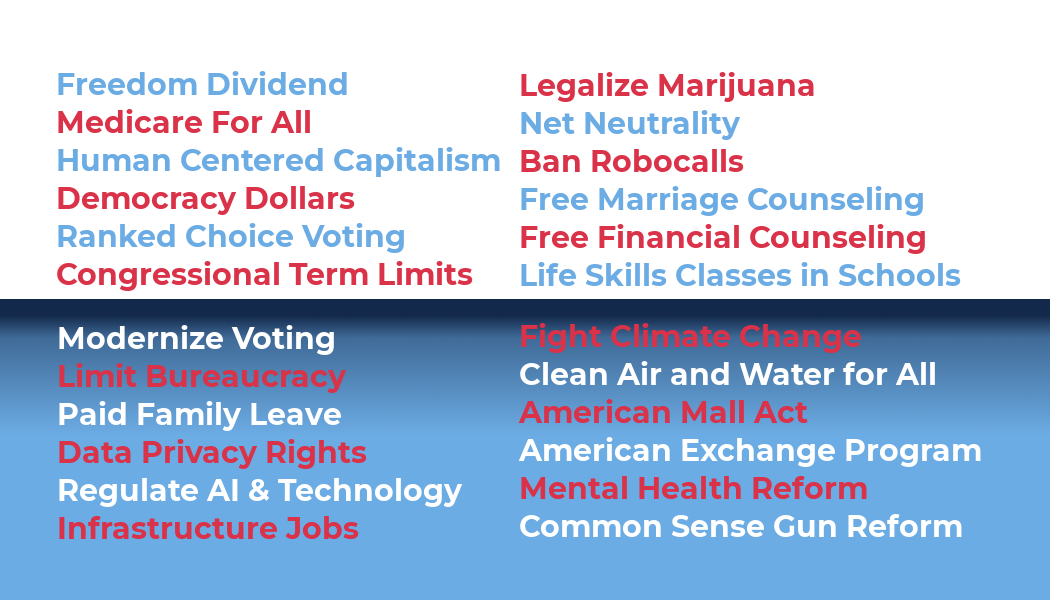 Freedom Dividend
Medicare For All
Human Centered Capitalism
Democracy Dollars
Ranked Choice Voting
Congressional Term Limits
Legalize Marijuana
Net Neutrality
Ban Robocalls
Free Marriage Counseling
Free Financial Counseling
Life Skills Classes in Schools
Modernize Voting
Limit Bureaucracy
Paid Family Leave
Data Privacy Rights
Regulate AI & Technology
Infrastructure Jobs
Fight Climate Change
Clean Air and Water for All
American Mall Act
American Exchange Program
Mental Health Reform
Common Sense Gun Reform